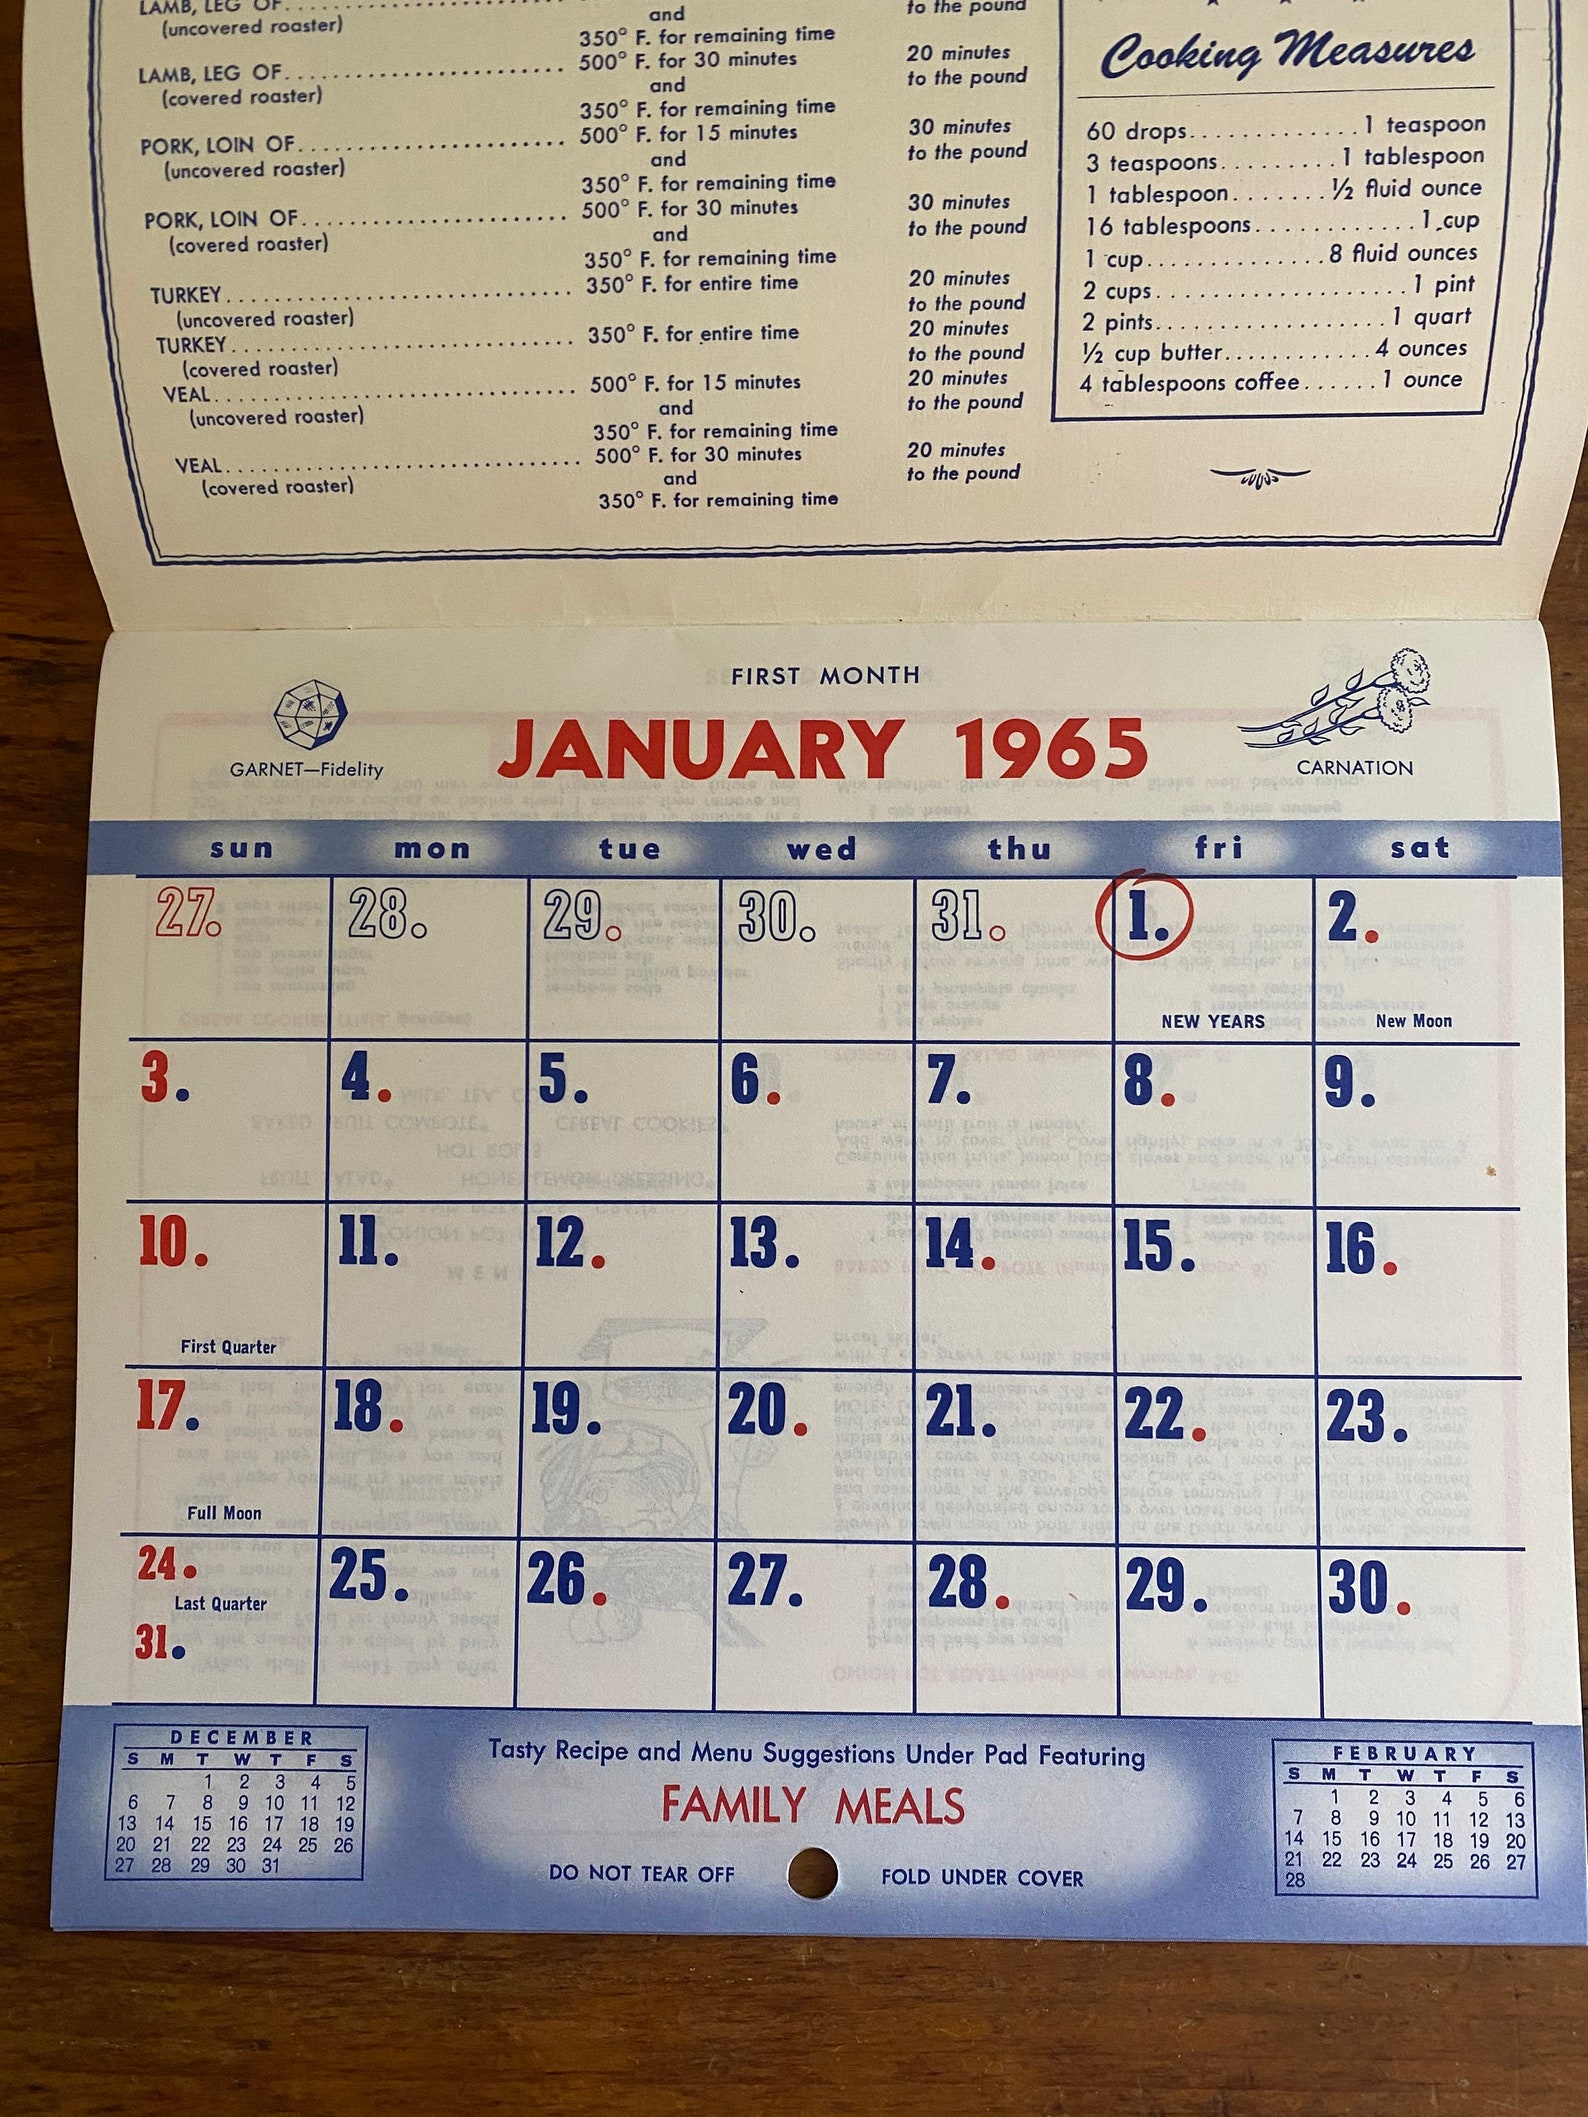 LAMB, LEG OF
to the pound
(uncovered roaster)
and
350° F. for remaining time
LAMB, LEG OF.......... 500° F. for 30 minutes 20 minutes
(covered roaster) and to the pound
350° F. for remaining time
PORK, LOIN OF.......... 500° F. for 15 minutes 30 minutes
(uncovered roaster) and to the pound
350° F. for remaining time
PORK, LOIN OF.......... 500° F. for 30 minutes 30 minutes
(covered roaster) and to the pound
350° F. for remaining time
TURKEY.......... 350° F. for entire time 20 minutes
(uncovered roaster) to the pound
TURKEY.......... 350° F. for entire time 20 minutes
(covered roaster) to the pound
VEAL.......... 500° F. for 15 minutes 20 minutes
(uncovered roaster) and to the pound
350° F. for remaining time
VEAL.......... 500° F. for 30 minutes 20 minutes
(covered roaster) and to the pound
350° F. for remaining time
Cooking Measures
60 drops.......... 1 teaspoon
3 teaspoons.......... 1 tablespoon
1 tablespoon.......... ½ fluid ounce
16 tablespoons.......... 1 cup
1 cup.......... 8 fluid ounces
2 cups.......... 1 pint
2 pints.......... 1 quart
½ cup butter.......... 4 ounces
4 tablespoons coffee...... 1 ounce
FIRST MONTH
JANUARY 1965
GARNET—Fidelity
CARNATION
sun mon tue wed thu fri sat
27. 28. 29. 30. 31. 1. 2.
NEW YEARS New Moon
3. 4. 5. 6. 7. 8. 9.
10. 11. 12. 13. 14. 15. 16.
First Quarter
17. 18. 19. 20. 21. 22. 23.
Full Moon
24. 25. 26. 27. 28. 29. 30.
Last Quarter
31.
DECEMBER
S M T W T F S
1 2 3 4 5
6 7 8 9 10 11 12
13 14 15 16 17 18 19
20 21 22 23 24 25 26
27 28 29 30 31
Tasty Recipe and Menu Suggestions Under Pad Featuring
FAMILY MEALS
DO NOT TEAR OFF FOLD UNDER COVER
FEBRUARY
S M T W T F S
1 2 3 4 5 6
7 8 9 10 11 12 13
14 15 16 17 18 19 20
21 22 23 24 25 26 27
28